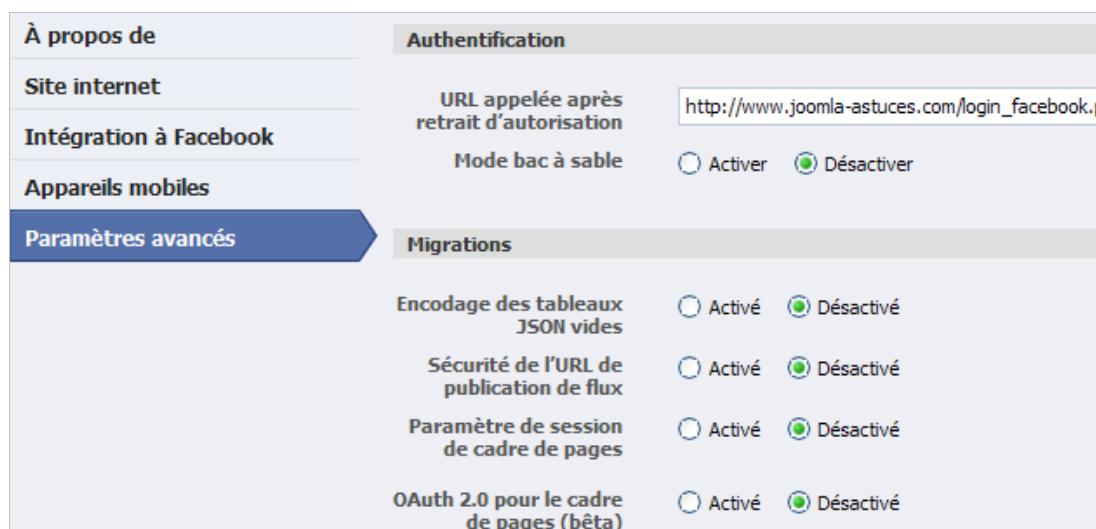 À propos de
Site internet
Intégration à Facebook
Appareils mobiles
Paramètres avancés
Authentification
URL appelée après
retrait d'autorisation
http://www.joomla-astuces.com/login_facebook.p
Mode bac à sable
Activer Désactiver
Migrations
Encodage des tableaux
JSON vides
Activé Désactivé
Sécurité de l'URL de
publication de flux
Activé Désactivé
Paramètre de session
de cadre de pages
Activé Désactivé
OAuth 2.0 pour le cadre
de pages (bêta)
Activé Désactivé